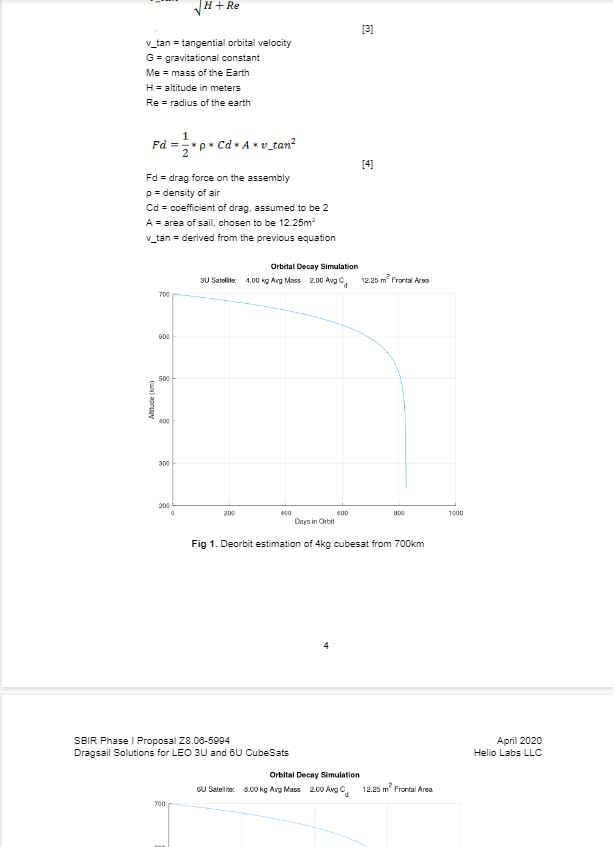 H + Re
[3]
v_tan = tangential orbital velocity
G = gravitational constant
Me = mass of the Earth
H = altitude in meters
Re = radius of the earth
Fd = 1/2 * ρ * Cd * A * v_tan²
[4]
Fd = drag force on the assembly
ρ = density of air
Cd = coefficient of drag, assumed to be 2
A = area of sail, chosen to be 12.25m²
v_tan = derived from the previous equation
Orbital Decay Simulation
3U Satellite: 4.00 kg Avg Mass 2.00 Avg C_d 12.25 m² Frontal Area
700
600
500
400
300
200
Altitude (km)
0 200 400 600 800 1000
Days in Orbit
Fig 1. Deorbit estimation of 4kg cubesat from 700km
4
SBIR Phase I Proposal Z8.06-5994 April 2020
Dragsail Solutions for LEO 3U and 6U CubeSats Helio Labs LLC
Orbital Decay Simulation
6U Satellite: 8.00 kg Avg Mass 2.00 Avg C_d 12.25 m² Frontal Area
700